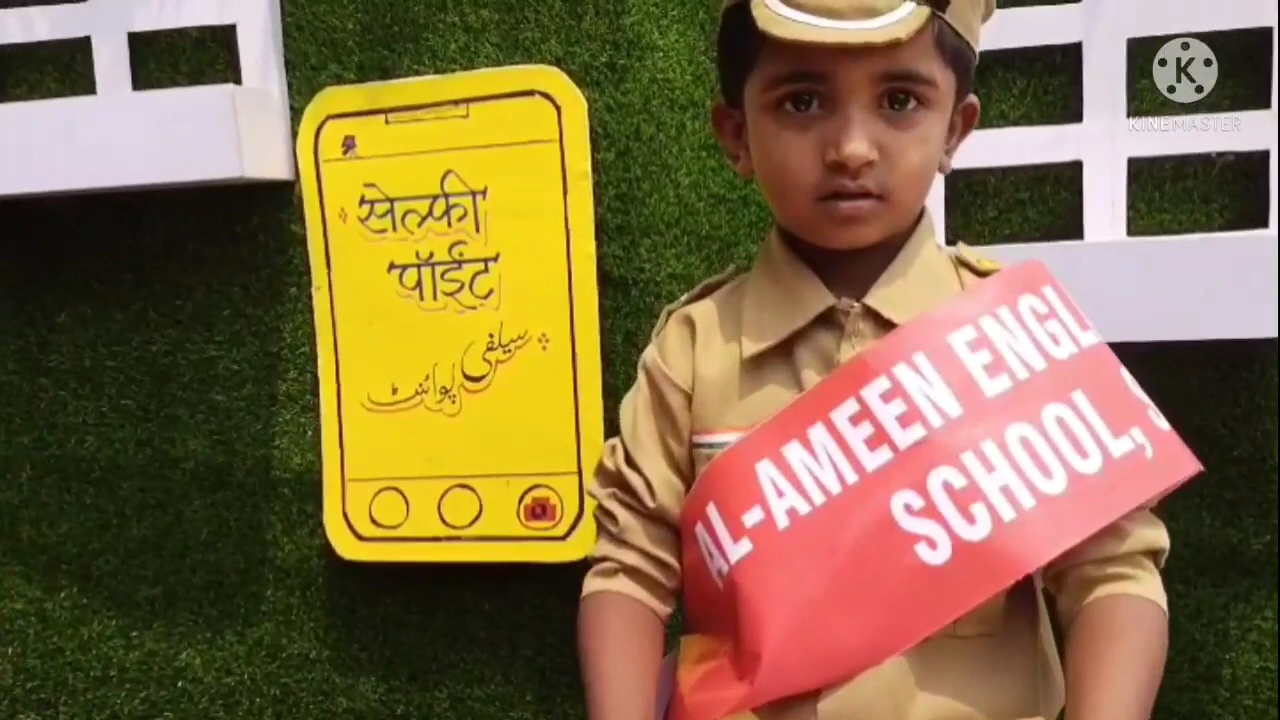 सेल्फी
पॉईंट
سیلفی
پوائنٹ
AL-AMEEN ENGL
SCHOOL, S
K
KINEMASTER